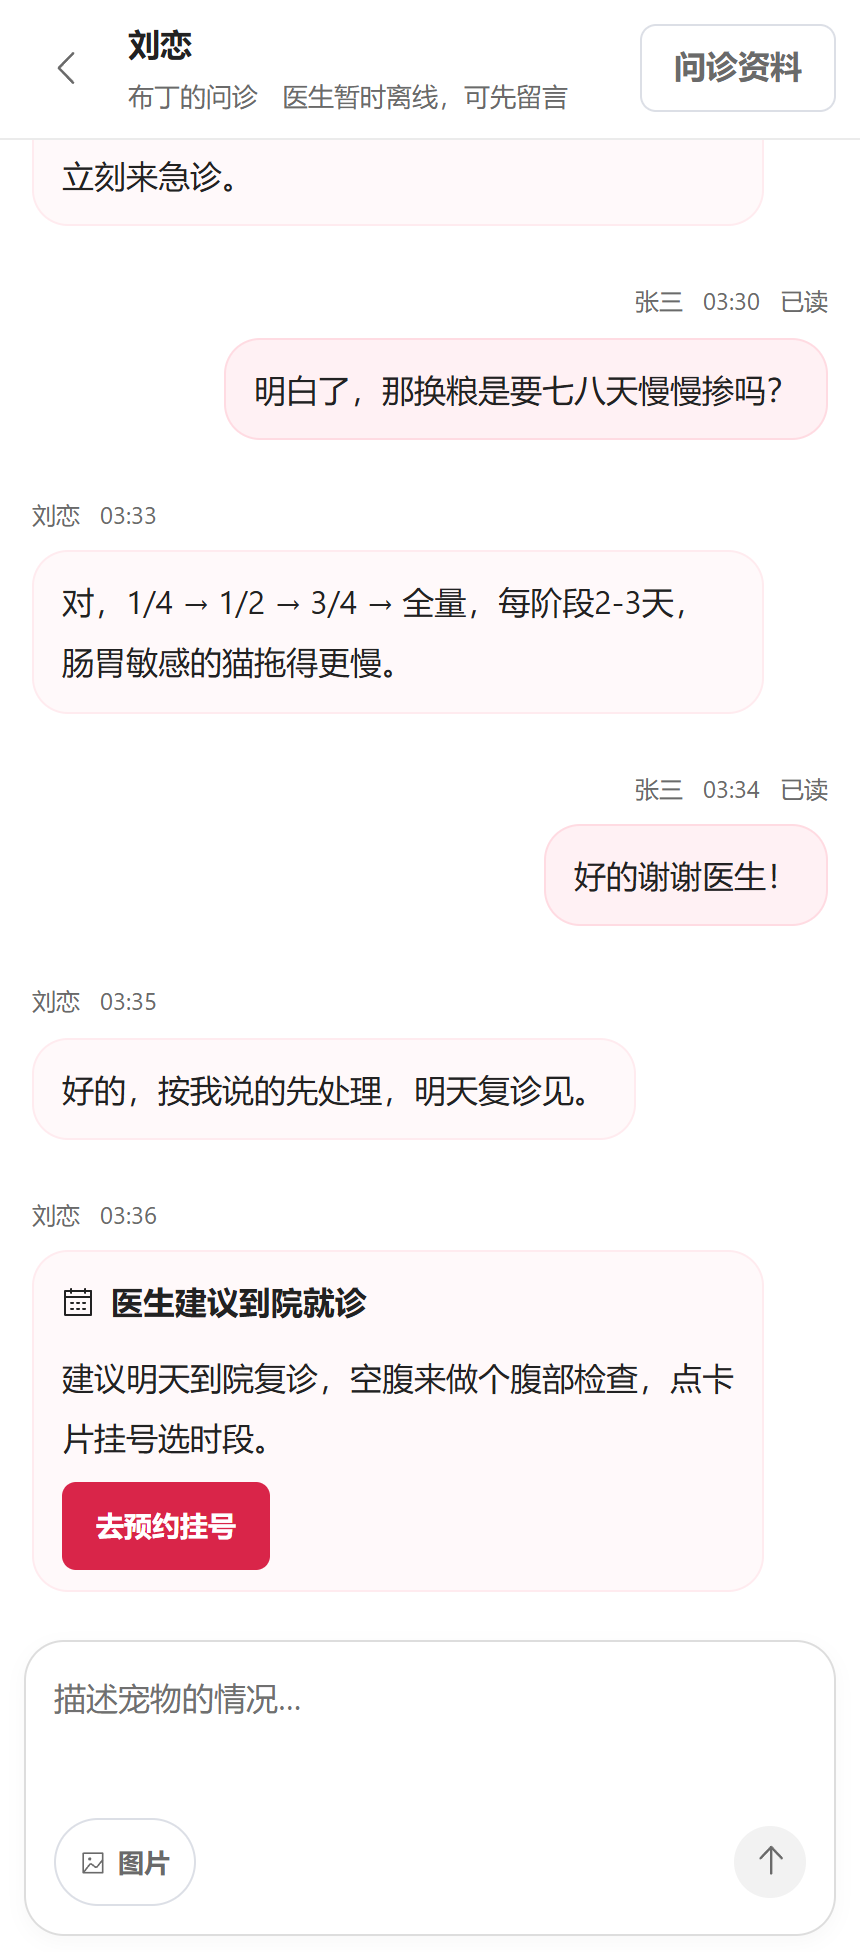 刘恋
布丁的问诊 医生暂时离线，可先留言
问诊资料
立刻来急诊。
张三 03:30 已读
明白了，那换粮是要七八天慢慢掺吗？
刘恋 03:33
对，1/4 → 1/2 → 3/4 → 全量，每阶段2-3天，
肠胃敏感的猫拖得更慢。
张三 03:34 已读
好的谢谢医生！
刘恋 03:35
好的，按我说的先处理，明天复诊见。
刘恋 03:36
医生建议到院就诊
建议明天到院复诊，空腹来做个腹部检查，点卡
片挂号选时段。
去预约挂号
描述宠物的情况...
图片